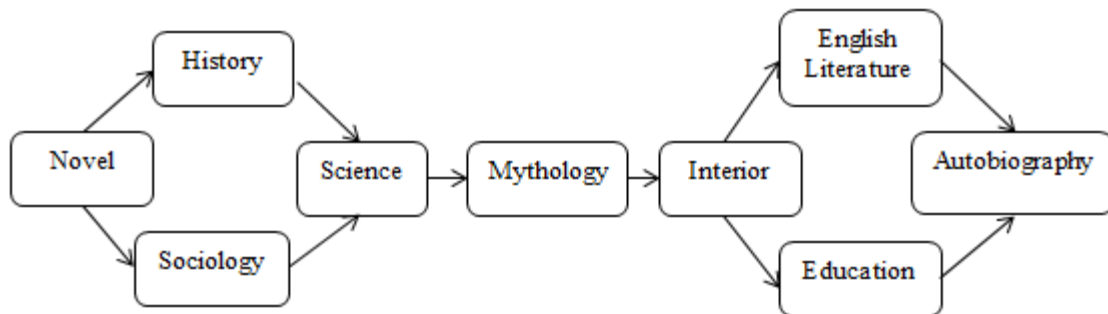 History
English
Literature
Novel
Science
Mythology
Interior
Autobiography
Sociology
Education